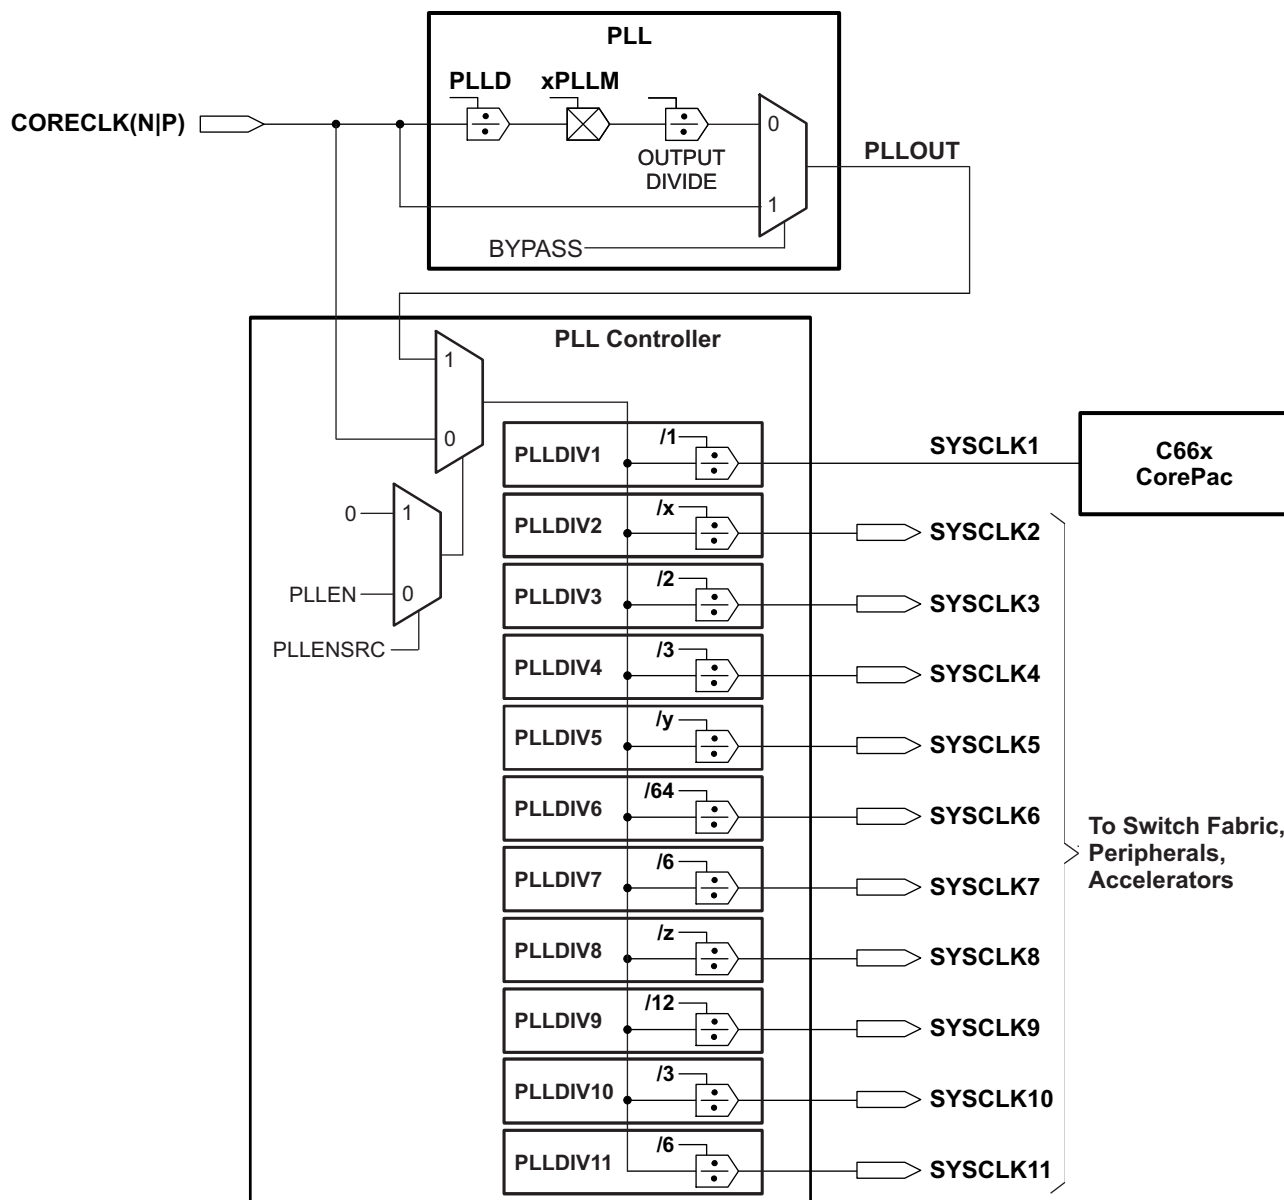 PLL
PLLD
xPLLM
CORECLK(N|P)
0
OUTPUT
DIVIDE
PLLOUT
1
BYPASS
PLL Controller
1
0
0
1
PLLEN
0
PLLENSRC
PLLDIV1
/1
SYSCLK1
C66x
CorePac
PLLDIV2
/x
SYSCLK2
PLLDIV3
/2
SYSCLK3
PLLDIV4
/3
SYSCLK4
PLLDIV5
/y
SYSCLK5
PLLDIV6
/64
SYSCLK6
PLLDIV7
/6
SYSCLK7
PLLDIV8
/z
SYSCLK8
PLLDIV9
/12
SYSCLK9
PLLDIV10
/3
SYSCLK10
PLLDIV11
/6
SYSCLK11
To Switch Fabric,
Peripherals,
Accelerators